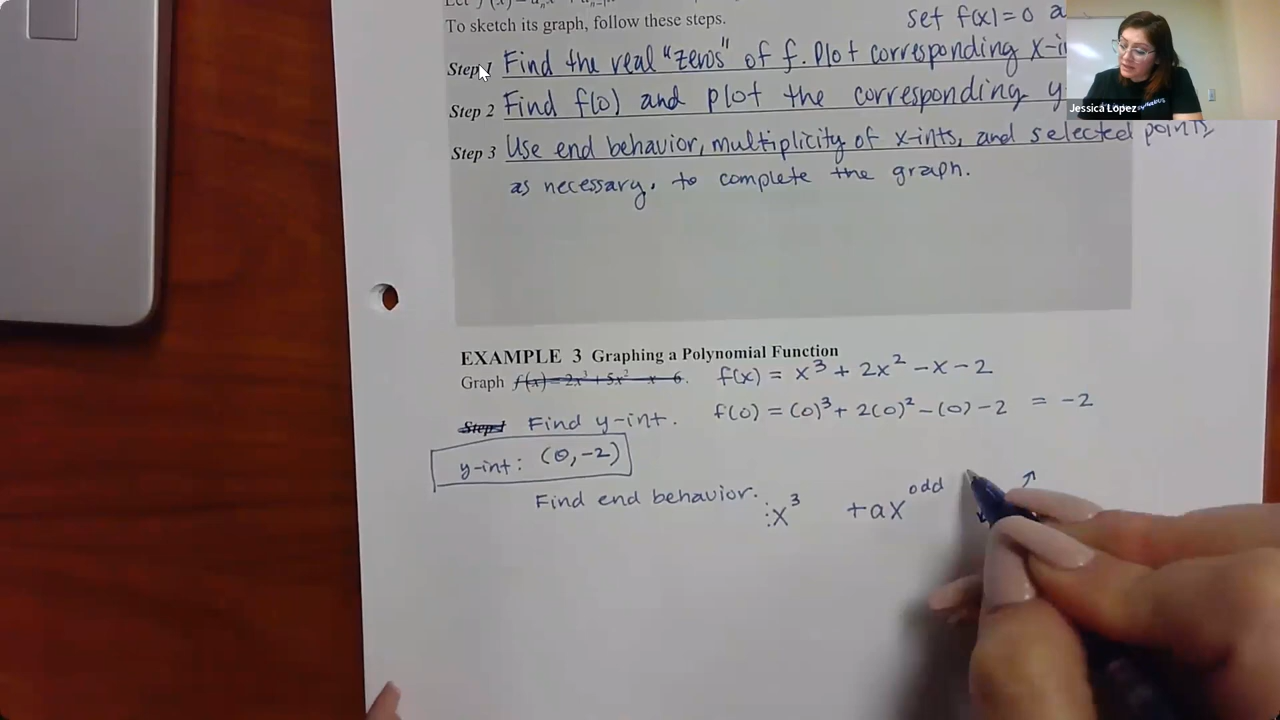 To sketch its graph, follow these steps.
set f(x)=0
Step 1 Find the real "zeros" of f. Plot corresponding x-
Step 2 Find f(0) and plot the corresponding y-
Step 3 Use end behavior, multiplicity of x-ints, and selected points,
as necessary, to complete the graph.
Jessica Lopez
EXAMPLE 3 Graphing a Polynomial Function
Graph f(x) = 2x³ + 5x² - x - 6. f(x) = x³ + 2x² - x - 2
Step 1 Find y-int. f(0) = (0)³ + 2(0)² - (0) - 2 = -2
y-int: (0,-2)
Find end behavior. : x³ +ax^odd